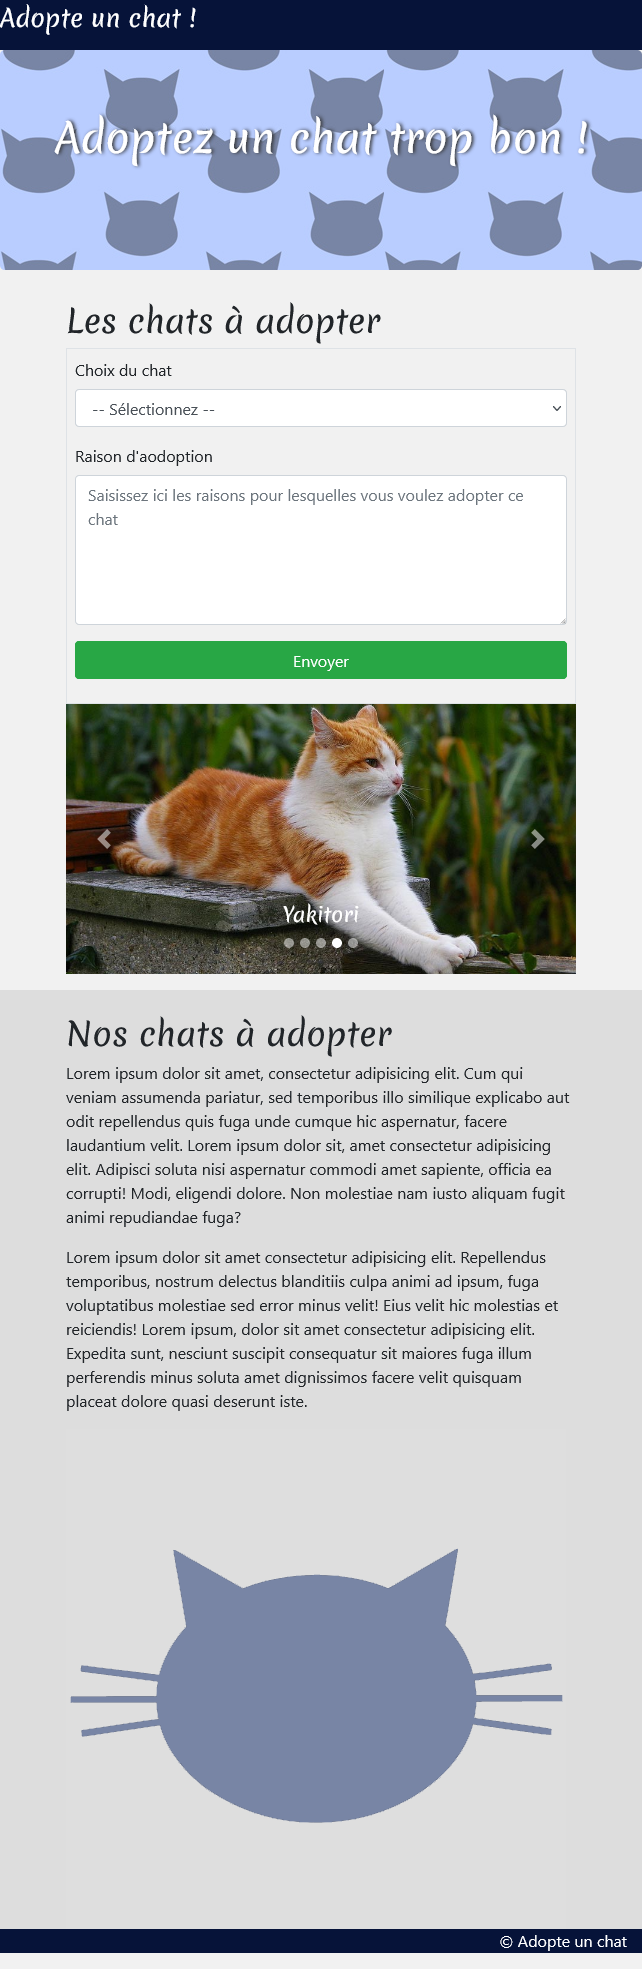 Adopte un chat !
Adoptez un chat trop bon !
Les chats à adopter
Choix du chat
-- Sélectionnez --
Raison d'aodoption
Saisissez ici les raisons pour lesquelles vous voulez adopter ce
chat
Envoyer
Yakitori
Nos chats à adopter
Lorem ipsum dolor sit amet, consectetur adipisicing elit. Cum qui
veniam assumenda pariatur, sed temporibus illo similique explicabo aut
odit repellendus quis fuga unde cumque hic aspernatur, facere
laudantium velit. Lorem ipsum dolor sit, amet consectetur adipisicing
elit. Adipisci soluta nisi aspernatur commodi amet sapiente, officia ea
corrupti! Modi, eligendi dolore. Non molestiae nam iusto aliquam fugit
animi repudiandae fuga?
Lorem ipsum dolor sit amet consectetur adipisicing elit. Repellendus
temporibus, nostrum delectus blanditiis culpa animi ad ipsum, fuga
voluptatibus molestiae sed error minus velit! Eius velit hic molestias et
reiciendis! Lorem ipsum, dolor sit amet consectetur adipisicing elit.
Expedita sunt, nesciunt suscipit consequatur sit maiores fuga illum
perferendis minus soluta amet dignissimos facere velit quisquam
placeat dolore quasi deserunt iste.
© Adopte un chat